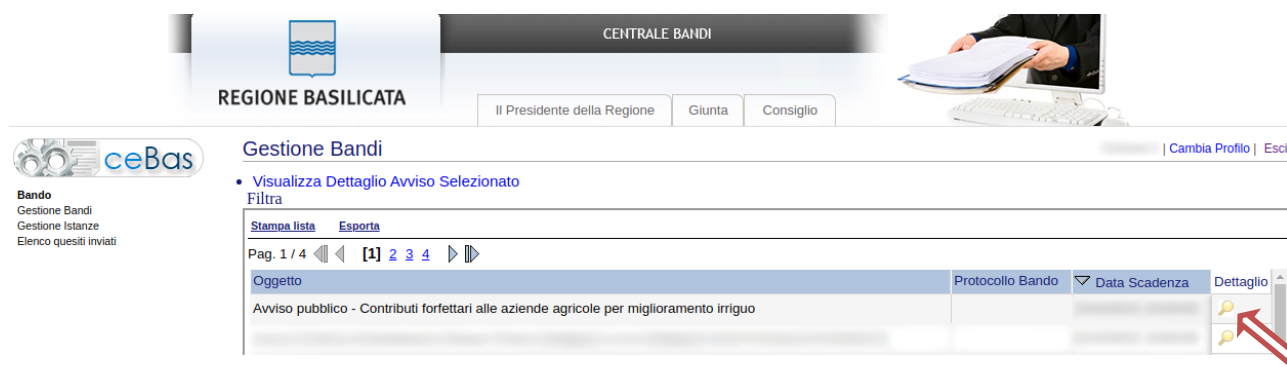 CENTRALE BANDI
REGIONE BASILICATA
Il Presidente della Regione Giunta Consiglio
ceBas
Gestione Bandi
| Cambia Profilo | Esci
Bando
Gestione Bandi
Gestione Istanze
Elenco quesiti inviati
Visualizza Dettaglio Avviso Selezionato
Filtra
Stampa lista Esporta
Pag. 1 / 4 [1] 2 3 4
Oggetto Protocollo Bando Data Scadenza Dettaglio
Avviso pubblico - Contributi forfettari alle aziende agricole per miglioramento irriguo